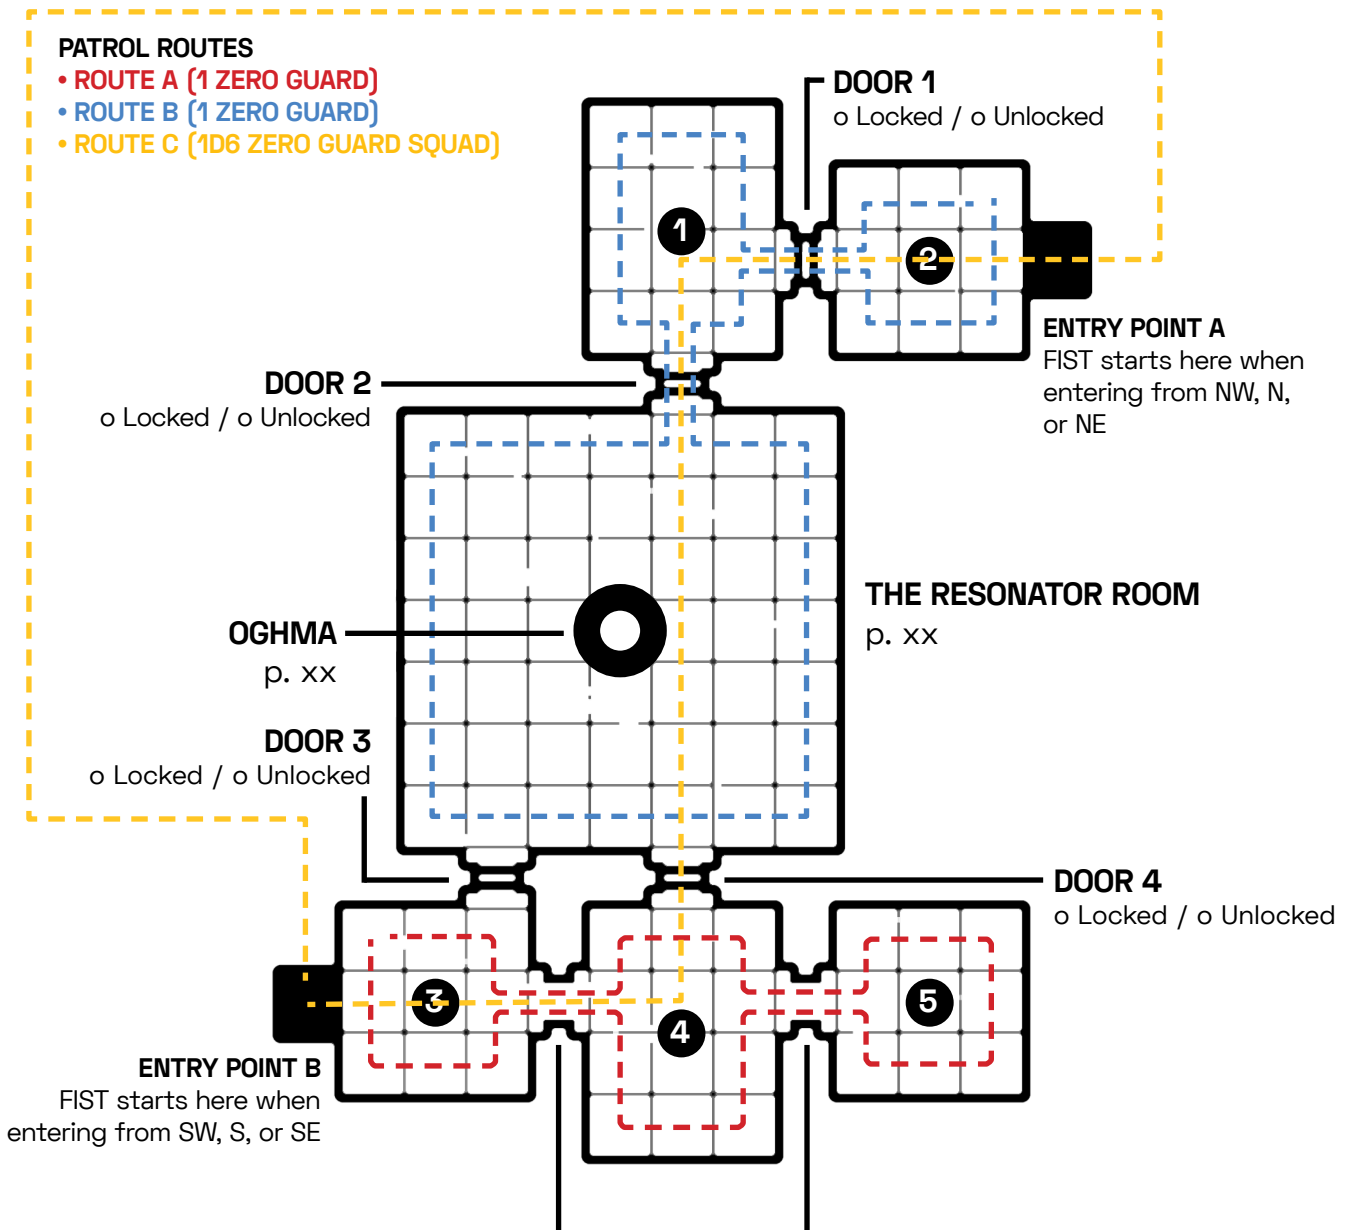 PATROL ROUTES
• ROUTE A (1 ZERO GUARD)
• ROUTE B (1 ZERO GUARD)
• ROUTE C (1D6 ZERO GUARD SQUAD)
DOOR 1
o Locked / o Unlocked
1
2
ENTRY POINT A
FIST starts here when
entering from NW, N,
or NE
DOOR 2
o Locked / o Unlocked
THE RESONATOR ROOM
p. xx
OGHMA
p. xx
DOOR 3
o Locked / o Unlocked
DOOR 4
o Locked / o Unlocked
3
4
5
ENTRY POINT B
FIST starts here when
entering from SW, S, or SE